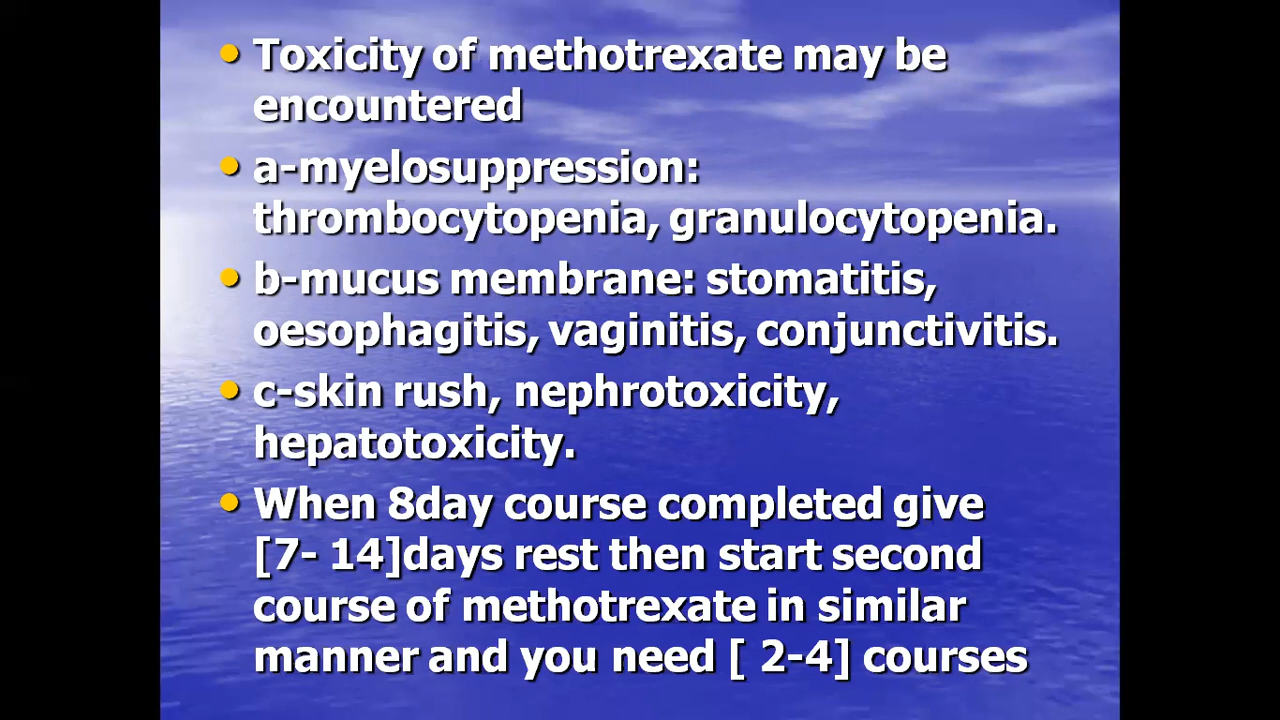 • Toxicity of methotrexate may be
encountered
• a-myelosuppression:
thrombocytopenia, granulocytopenia.
• b-mucus membrane: stomatitis,
oesophagitis, vaginitis, conjunctivitis.
• c-skin rush, nephrotoxicity,
hepatotoxicity.
• When 8day course completed give
[7- 14]days rest then start second
course of methotrexate in similar
manner and you need [ 2-4] courses